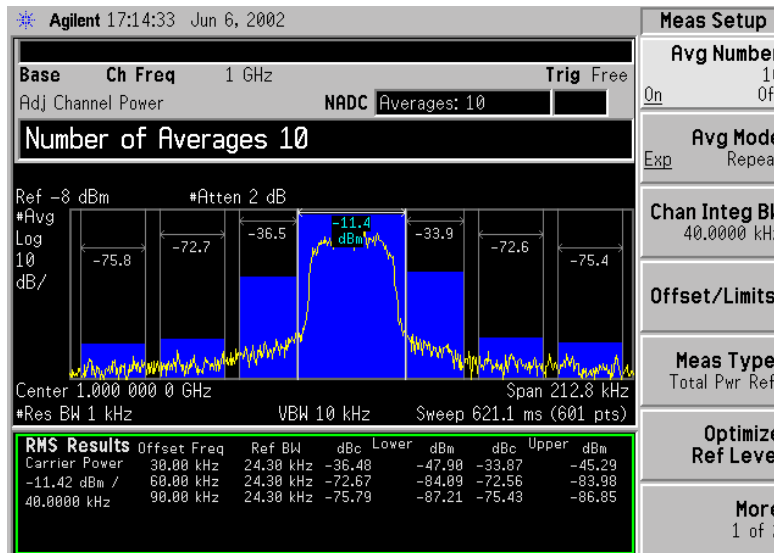 Agilent 17:14:33 Jun 6, 2002
Meas Setup
Base Ch Freq 1 GHz Trig Free
Adj Channel Power NADC Averages: 10
Number of Averages 10
Ref -8 dBm #Atten 2 dB
#Avg
Log
10
dB/
-75.8
-72.7
-36.5
-11.4
dBm
-33.9
-72.6
-75.4
Center 1.000 000 0 GHz Span 212.8 kHz
#Res BW 1 kHz VBW 10 kHz Sweep 621.1 ms (601 pts)
RMS Results Offset Freq Ref BW dBc Lower dBm dBc Upper dBm
Carrier Power 30.00 kHz 24.30 kHz -36.48 -47.90 -33.87 -45.29
-11.42 dBm / 60.00 kHz 24.30 kHz -72.67 -84.09 -72.56 -83.98
40.0000 kHz 90.00 kHz 24.30 kHz -75.79 -87.21 -75.43 -86.85
Avg Number
On
Avg Mode
Exp Repea
Chan Integ B
40.0000 kHz
Offset/Limits
Meas Type
Total Pwr Ref
Optimize
Ref Leve
More
1 of